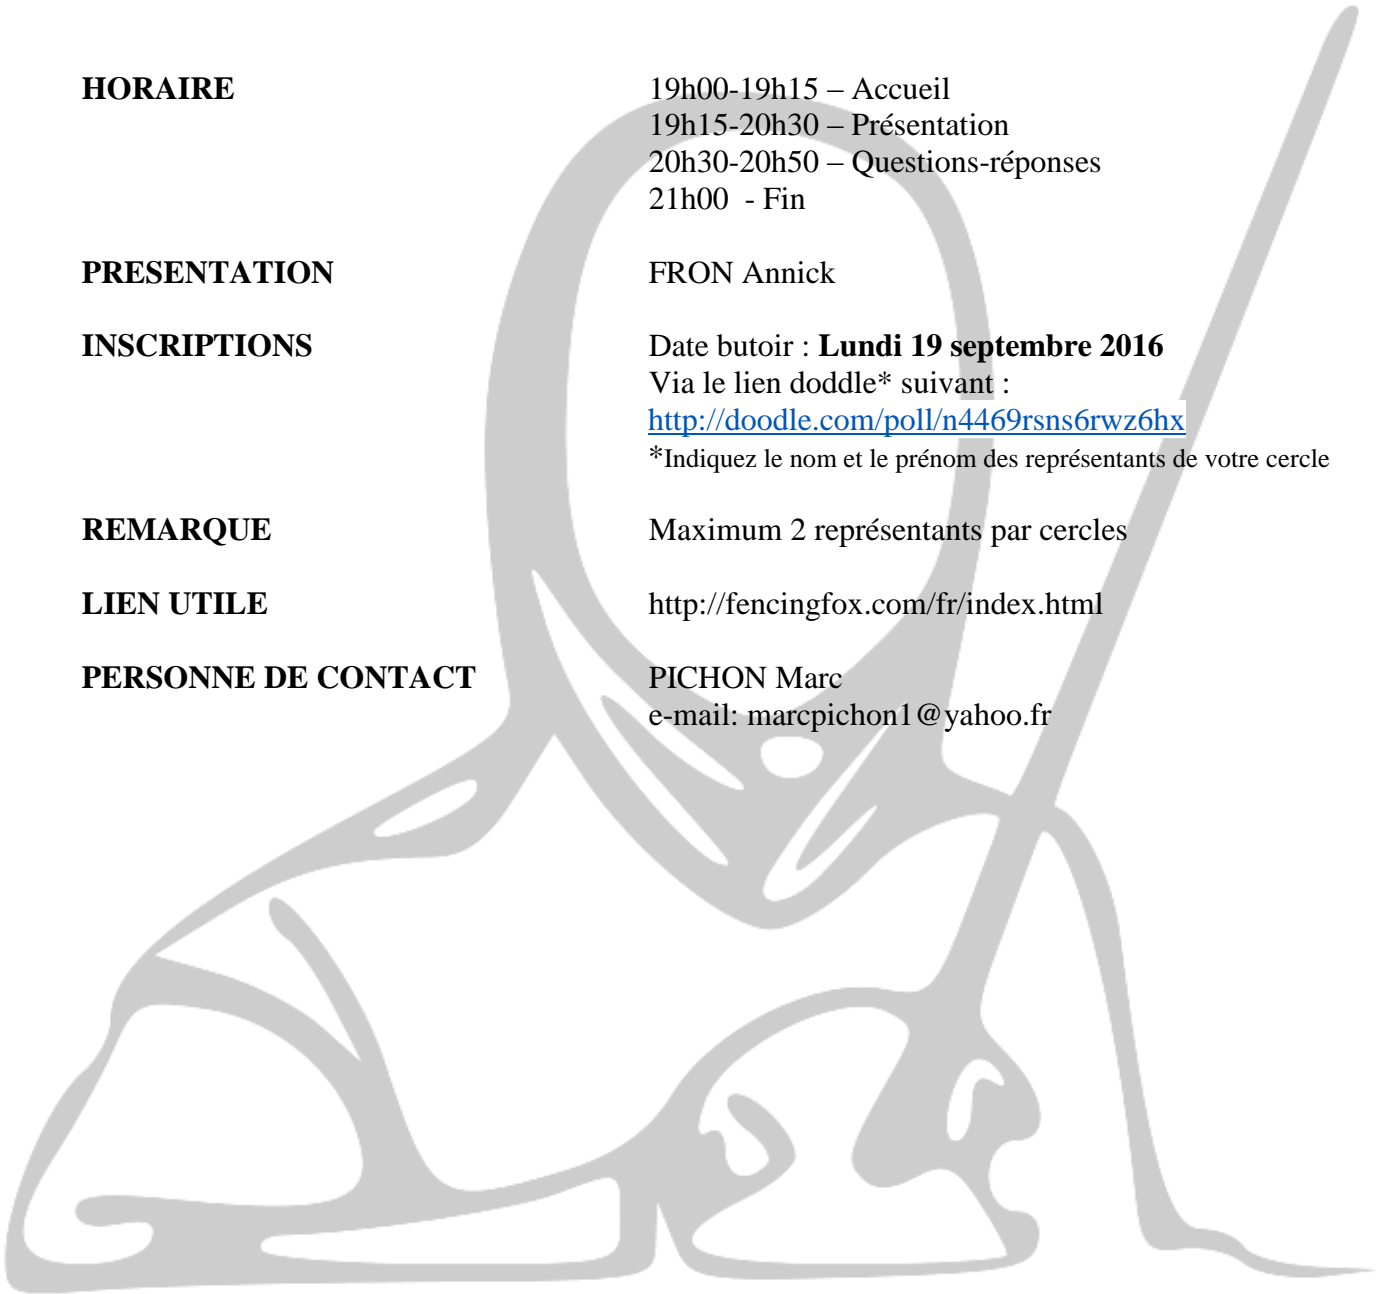 HORAIRE 19h00-19h15 – Accueil
19h15-20h30 – Présentation
20h30-20h50 – Questions-réponses
21h00  - Fin
PRESENTATION FRON Annick
INSCRIPTIONS Date butoir : Lundi 19 septembre 2016
Via le lien doddle* suivant :
http://doodle.com/poll/n4469rsns6rwz6hx
*Indiquez le nom et le prénom des représentants de votre cercle
REMARQUE Maximum 2 représentants par cercles
LIEN UTILE http://fencingfox.com/fr/index.html
PERSONNE DE CONTACT PICHON Marc
e-mail: marcpichon1@yahoo.fr